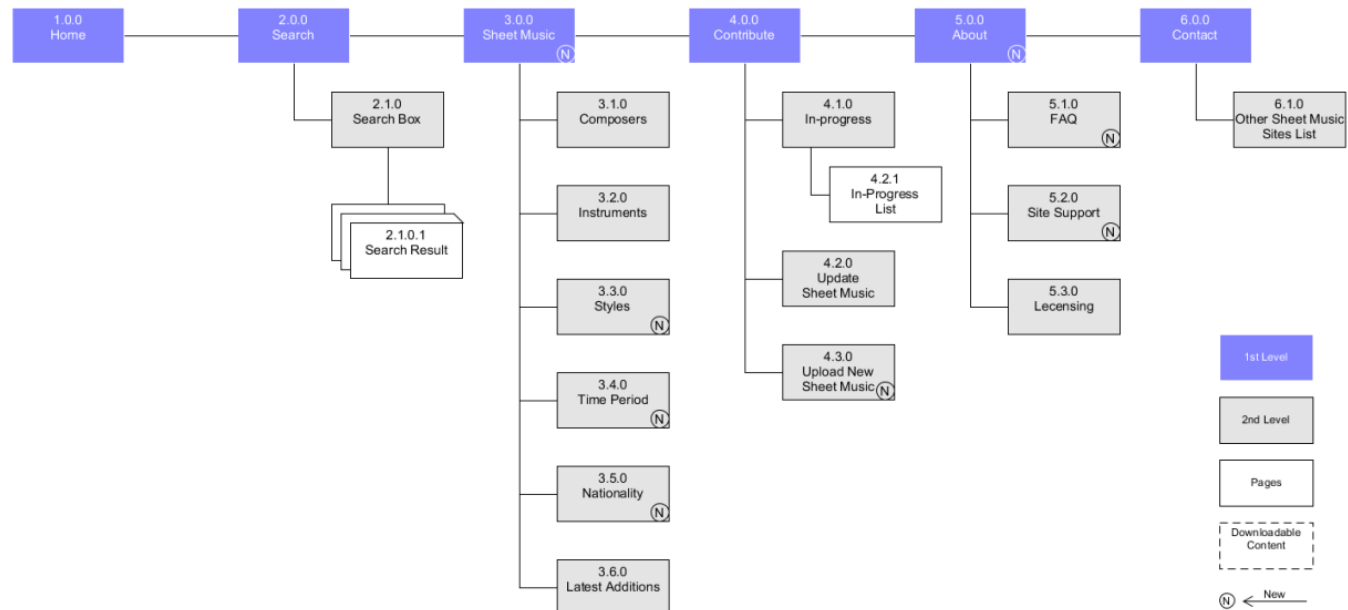 1.0.0
Home
2.0.0
Search
3.0.0
Sheet Music
N
4.0.0
Contribute
5.0.0
About
N
6.0.0
Contact
2.1.0
Search Box
2.1.0.1
Search Result
3.1.0
Composers
3.2.0
Instruments
3.3.0
Styles
N
3.4.0
Time Period
N
3.5.0
Nationality
N
3.6.0
Latest Additions
4.1.0
In-progress
4.2.1
In-Progress
List
4.2.0
Update
Sheet Music
4.3.0
Upload New
Sheet Music
N
5.1.0
FAQ
N
5.2.0
Site Support
N
5.3.0
Lecensing
6.1.0
Other Sheet Music
Sites List
1st Level
2nd Level
Pages
Downloadable
Content
N New